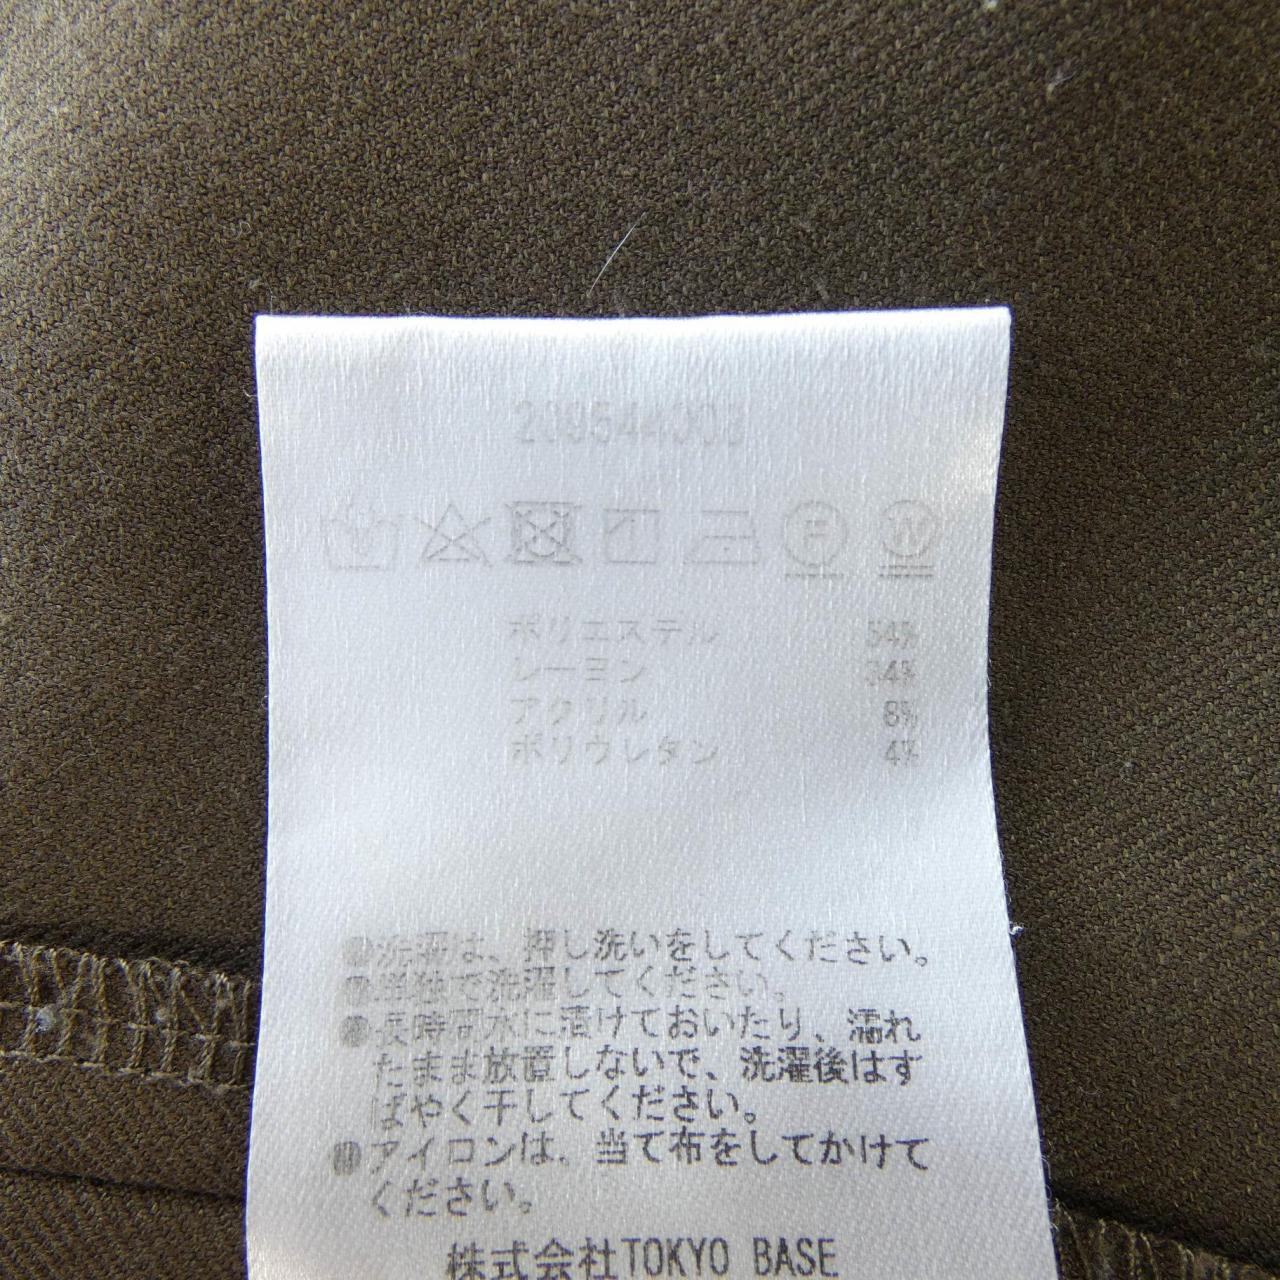 ポリエステル 54%
レーヨン 34%
アクリル 8%
ポリウレタン 4%
洗濯は、押し洗いをしてください。
単独で洗濯してください。
長時間水に漬けておいたり、濡れ
たまま放置しないで、洗濯後はす
ばやく干してください。
アイロンは、当て布をしてかけて
ください。
株式会社TOKYO BASE